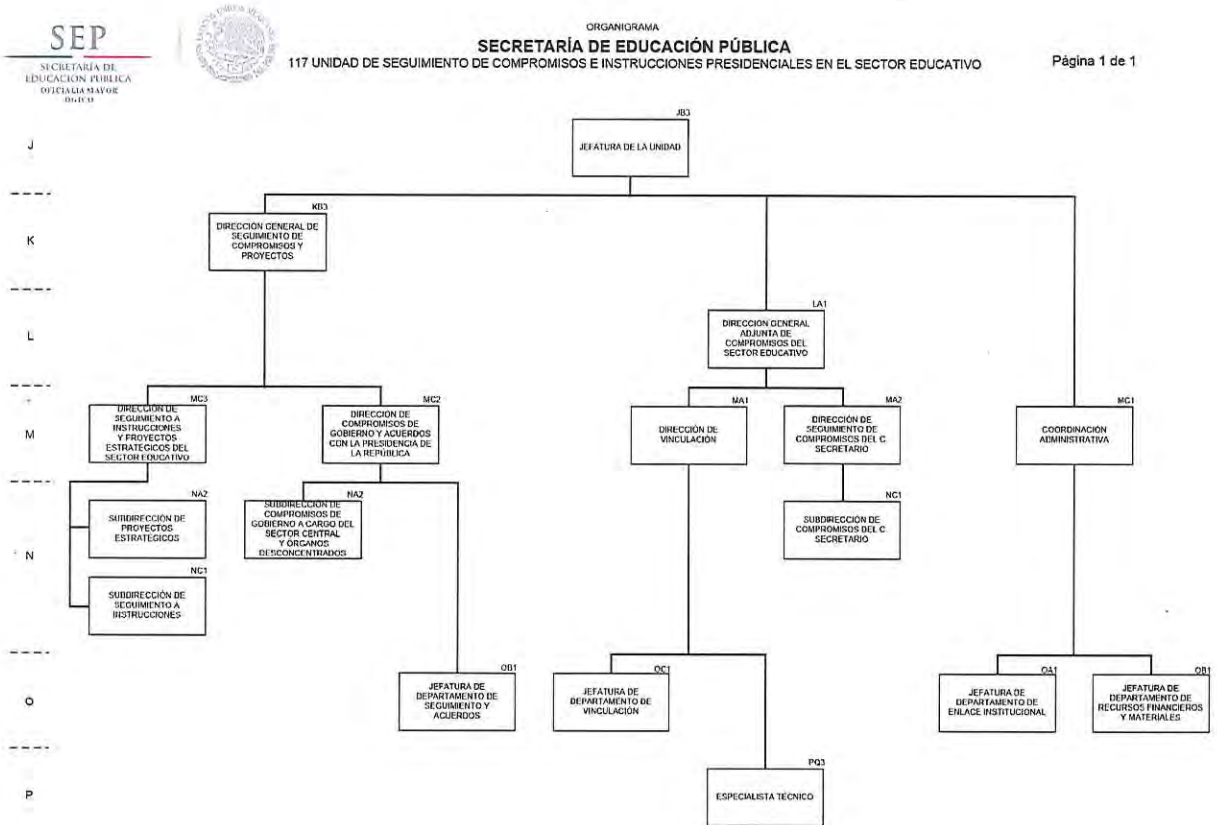 SEP
SECRETARÍA DE
EDUCACIÓN PÚBLICA
OFICIALIA MAYOR
ORGANIGRAMA
SECRETARÍA DE EDUCACIÓN PÚBLICA
117 UNIDAD DE SEGUIMIENTO DE COMPROMISOS E INSTRUCCIONES PRESIDENCIALES EN EL SECTOR EDUCATIVO
Página 1 de 1
J
JB3
JEFATURA DE LA UNIDAD
K
KB3
DIRECCIÓN GENERAL DE
SEGUIMIENTO DE
COMPROMISOS Y
PROYECTOS
L
LA1
DIRECCIÓN GENERAL
ADJUNTA DE
COMPROMISOS DEL
SECTOR EDUCATIVO
M
MC3
DIRECCIÓN DE
SEGUIMIENTO A
INSTRUCCIONES
Y PROYECTOS
ESTRATEGICOS DEL
SECTOR EDUCATIVO
MC2
DIRECCIÓN DE
COMPROMISOS DE
GOBIERNO Y ACUERDOS
CON LA PRESIDENCIA DE
LA REPÚBLICA
MA1
DIRECCIÓN DE
VINCULACIÓN
MA2
DIRECCIÓN DE
SEGUIMIENTO DE
COMPROMISOS DEL C
SECRETARIO
MC1
COORDINACIÓN
ADMINISTRATIVA
N
NA2
SUBDIRECCIÓN DE
PROYECTOS
ESTRATEGICOS
NA2
SUBDIRECCIÓN DE
COMPROMISOS DE
GOBIERNO A CARGO DEL
SECTOR CENTRAL
Y ÓRGANOS
DESCONCENTRADOS
NC1
SUBDIRECCIÓN DE
COMPROMISOS DEL C.
SECRETARIO
NC1
SUBDIRECCIÓN DE
SEGUIMIENTO A
INSTRUCCIONES
O
OB1
JEFATURA DE
DEPARTAMENTO DE
SEGUIMIENTO Y
ACUERDOS
OC1
JEFATURA DE
DEPARTAMENTO DE
VINCULACIÓN
OA1
JEFATURA DE
DEPARTAMENTO DE
ENLACE INSTITUCIONAL
OB1
JEFATURA DE
DEPARTAMENTO DE
RECURSOS FINANCIEROS
Y MATERIALES
P
PQ3
ESPECIALISTA TÉCNICO